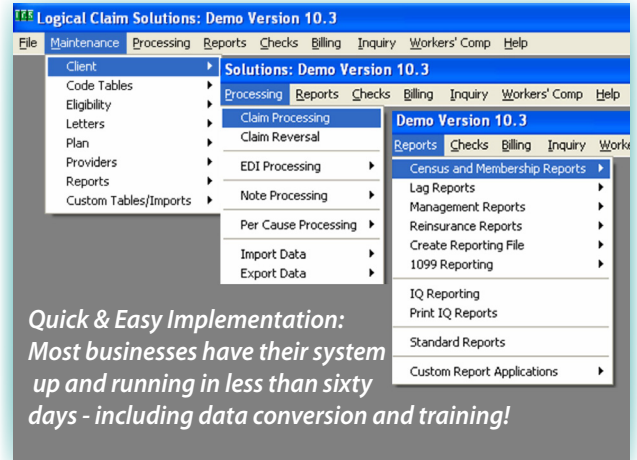 Logical Claim Solutions: Demo Version 10.3
File Maintenance Processing Reports Checks Billing Inquiry Workers' Comp Help
Client
Code Tables
Eligibility
Letters
Plan
Providers
Reports
Custom Tables/Imports
Solutions: Demo Version 10.3
Processing Reports Checks Billing Inquiry Workers' Comp Help
Claim Processing
Claim Reversal
EDI Processing
Note Processing
Per Cause Processing
Import Data
Export Data
Demo Version 10.3
Reports Checks Billing Inquiry Worke
Census and Membership Reports
Lag Reports
Management Reports
Reinsurance Reports
Create Reporting File
1099 Reporting
IQ Reporting
Print IQ Reports
Standard Reports
Custom Report Applications
Quick & Easy Implementation:
Most businesses have their system
up and running in less than sixty
days - including data conversion and training!